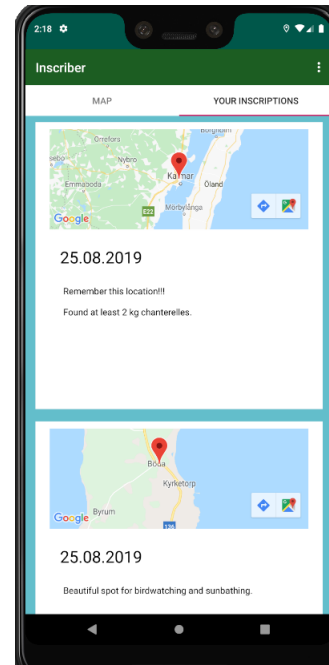 2:18
Inscriber
MAP
YOUR INSCRIPTIONS
Orrefors
Borgholm
Nybro
Kalmar
Emmaboda
Öland
Mörbylånga
E22
Google
25.08.2019
Remember this location!!!
Found at least 2 kg chanterelles.
Böda
Kyrketorp
Byrum
136
Google
25.08.2019
Beautiful spot for birdwatching and sunbathing.